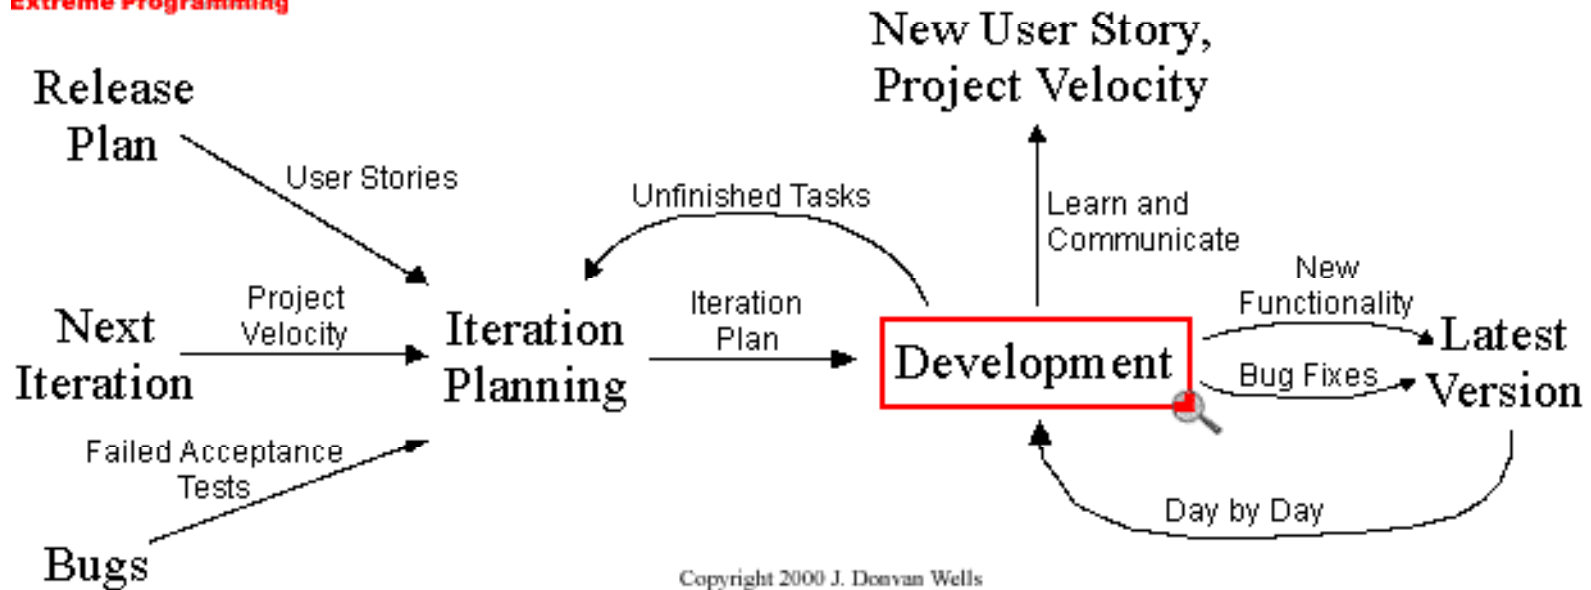 Extreme Programming
New User Story,
Project Velocity
Release
Plan
User Stories
Unfinished Tasks
Learn and
Communicate
New
Functionality
Project
Velocity
Next
Iteration
Iteration
Planning
Iteration
Plan
Development
Latest
Version
Bug Fixes
Failed Acceptance
Tests
Day by Day
Bugs
Copyright 2000 J. Donvan Wells